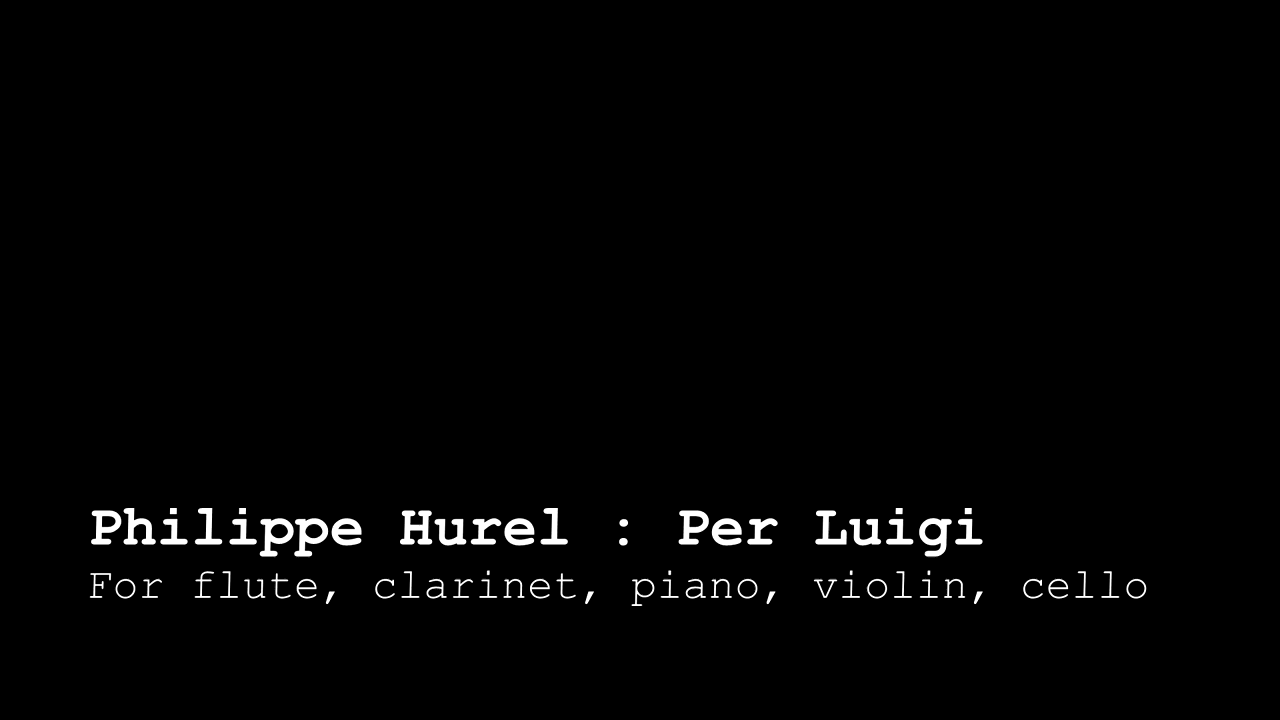 Philippe Hurel : Per Luigi
For flute, clarinet, piano, violin, cello